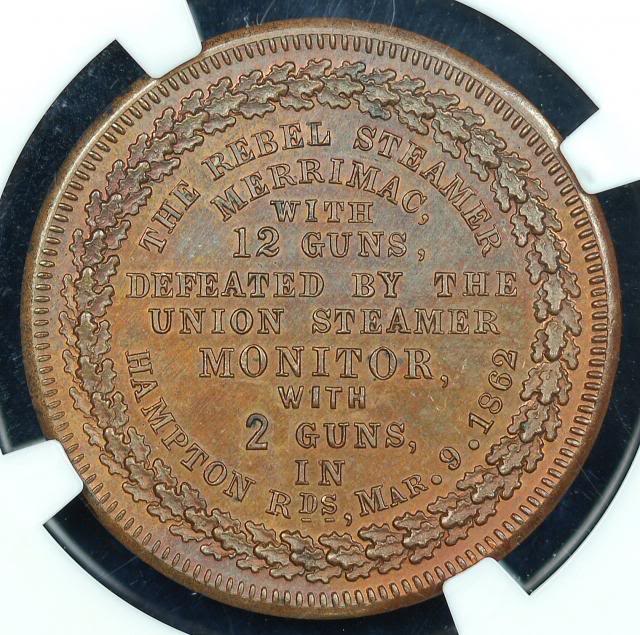 THE REBEL STEAMER
MERRIMAC,
WITH
12 GUNS,
DEFEATED BY THE
UNION STEAMER
MONITOR,
WITH
2 GUNS,
IN
HAMPTON RDS, MAR. 9. 1862